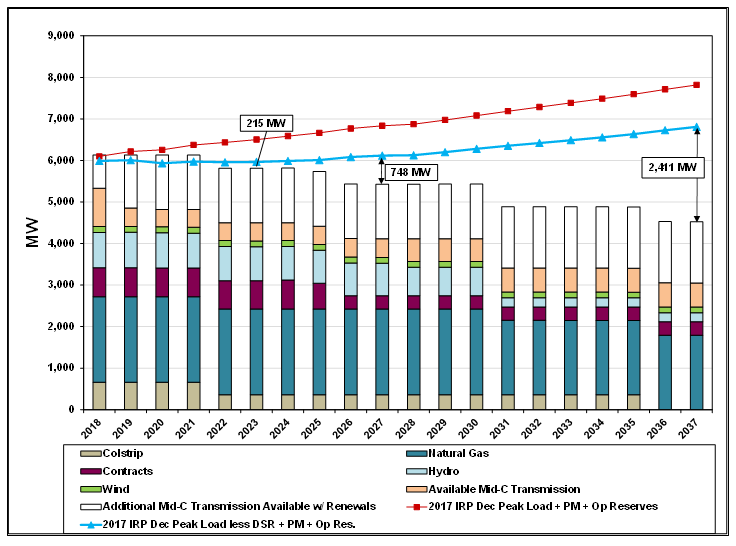 9,000
8,000
7,000
6,000
5,000
4,000
3,000
2,000
1,000
0
MW
215 MW
748 MW
2,411 MW
2018 2019 2020 2021 2022 2023 2024 2025 2026 2027 2028 2029 2030 2031 2032 2033 2034 2035 2036 2037
Colstrip Natural Gas
Contracts Hydro
Wind Available Mid-C Transmission
Additional Mid-C Transmission Available w/ Renewals 2017 IRP Dec Peak Load + PM + Op Reserves
2017 IRP Dec Peak Load less DSR + PM + Op Res.